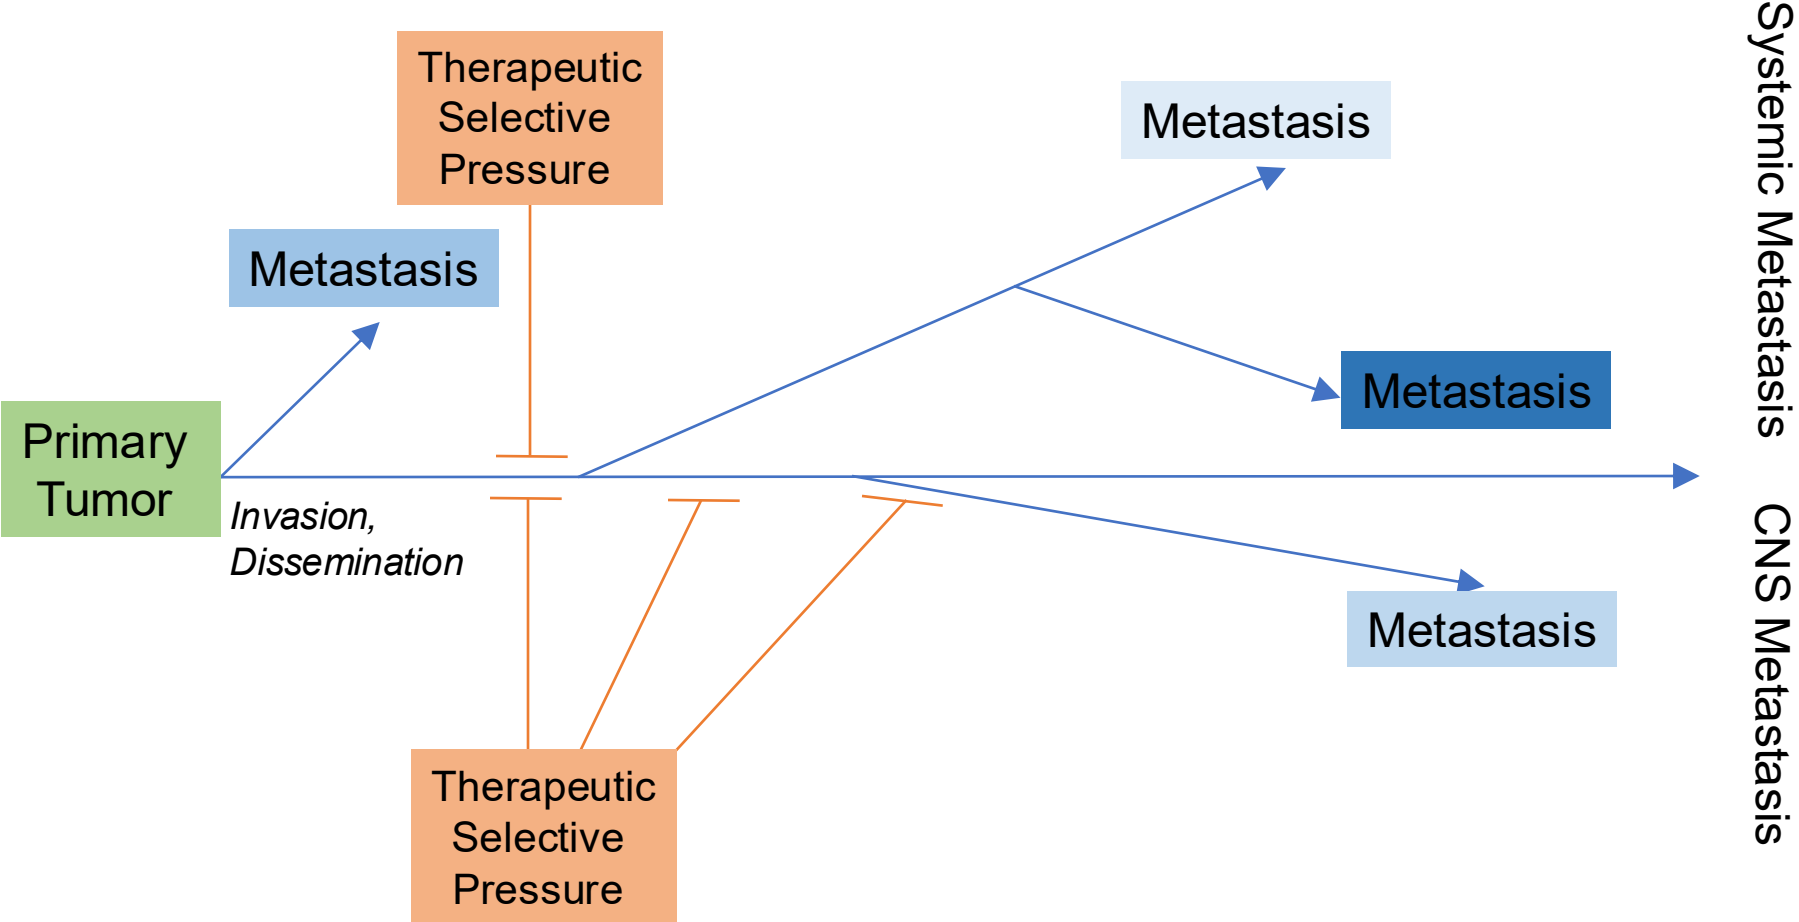 Therapeutic
Selective
Pressure
Metastasis
Metastasis
Metastasis
Primary
Tumor
Invasion,
Dissemination
Metastasis
Therapeutic
Selective
Pressure
Systemic Metastasis
CNS Metastasis